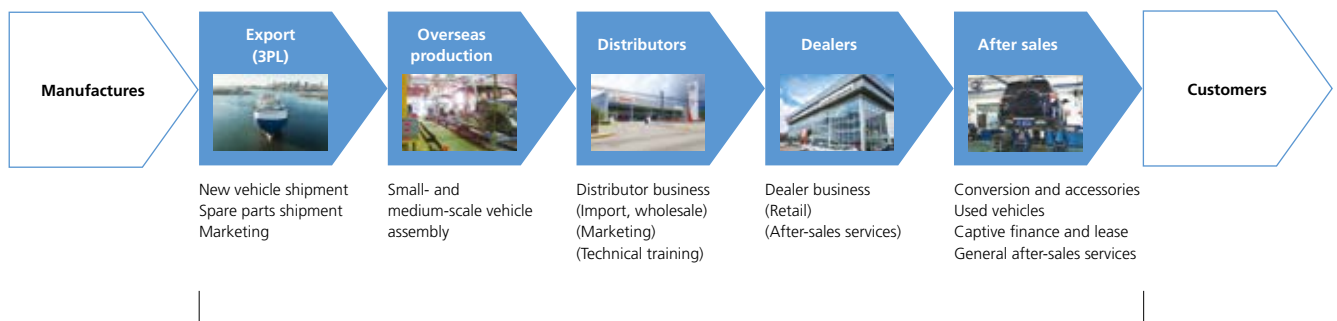 Manufactures
Export
(3PL)
Overseas
production
Distributors
Dealers
After sales
Customers
New vehicle shipment
Spare parts shipment
Marketing
Small- and
medium-scale vehicle
assembly
Distributor business
(Import, wholesale)
(Marketing)
(Technical training)
Dealer business
(Retail)
(After-sales services)
Conversion and accessories
Used vehicles
Captive finance and lease
General after-sales services